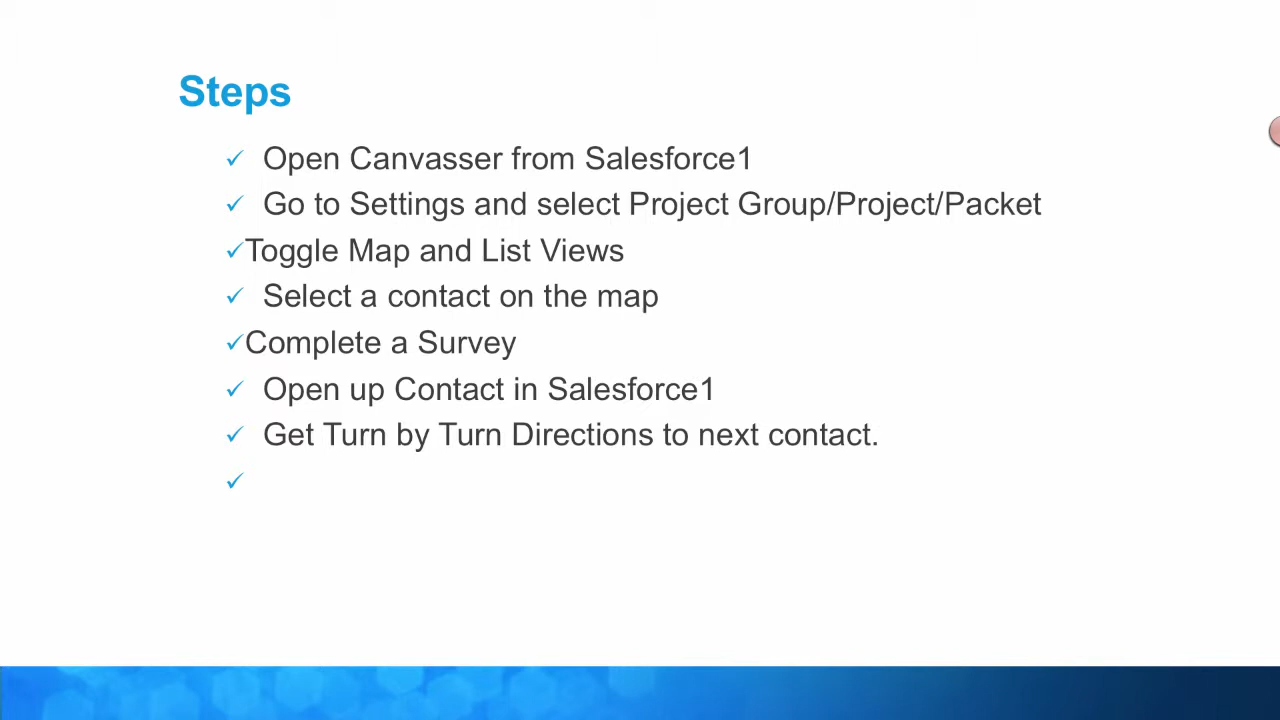 Steps
✓ Open Canvasser from Salesforce1
✓ Go to Settings and select Project Group/Project/Packet
✓Toggle Map and List Views
✓ Select a contact on the map
✓Complete a Survey
✓ Open up Contact in Salesforce1
✓ Get Turn by Turn Directions to next contact.
✓